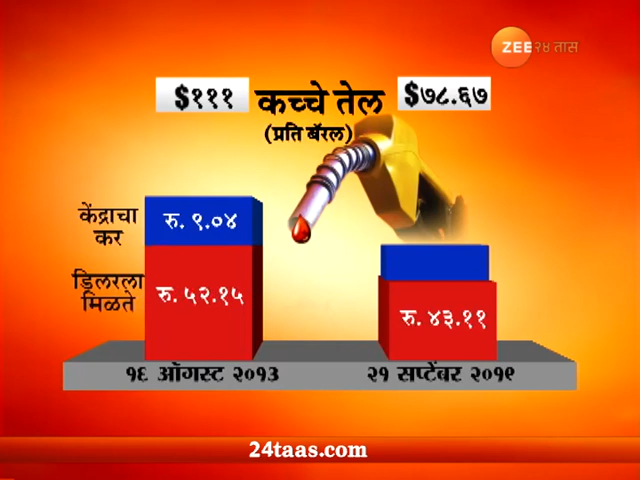 ZEE २४ तास
$१११ कच्चे तेल $७८.६७
(प्रति बॅरल)
केंद्राचा कर
रु. ९.०४
डिलरला मिळते
रु. ५२.१५
रु. ४३.११
१६ ऑगस्ट २०१३
२१ सप्टेंबर २०१९
24taas.com